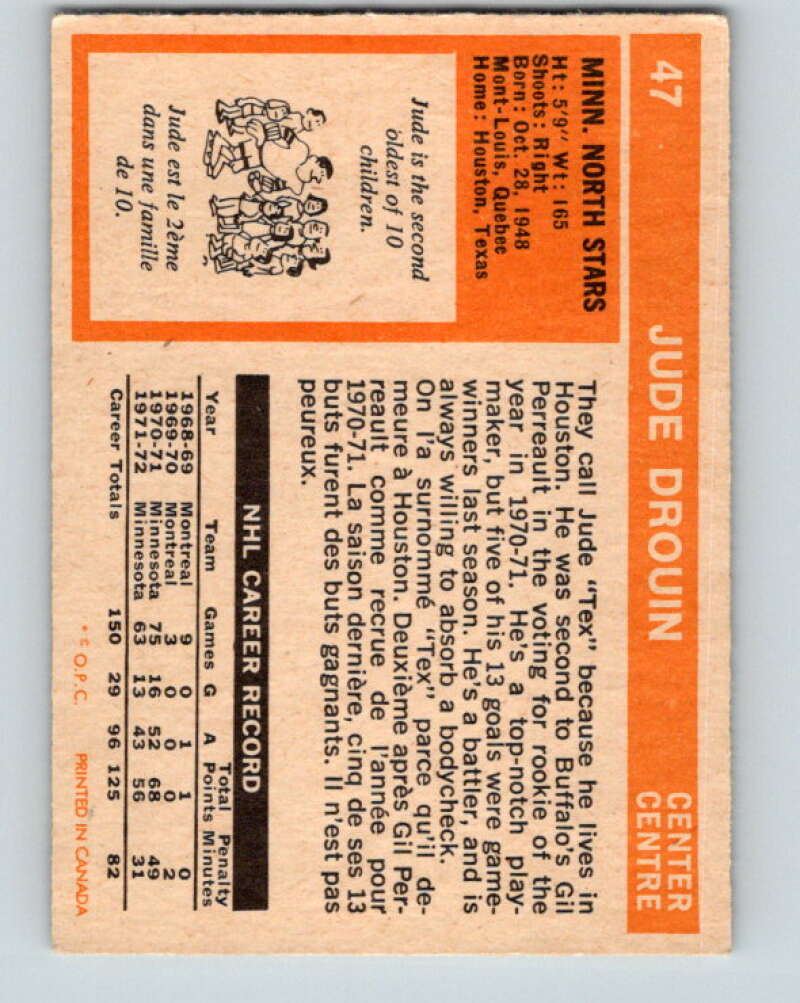 47 JUDE DROUIN CENTER
CENTRE
MINN. NORTH STARS
Ht: 5'9" Wt: 165
Shoots: Right
Born: Oct. 28, 1948
Mont-Louis, Quebec
Home: Houston, Texas
Jude is the second
oldest of 10
children.
Jude est le 2ème
dans une famille
de 10.
They call Jude "Tex" because he lives in
Houston. He was second to Buffalo's Gil
Perreault in the voting for rookie of the
year in 1970-71. He's a top-notch play-
maker, but five of his 13 goals were game-
winners last season. He's a battler, and is
always willing to absorb a bodycheck.
On l'a surnommé "Tex" parce qu'il de-
meure à Houston. Deuxième après Gil Per-
reault comme recrue de l'année pour
1970-71. La saison dernière, cinq de ses 13
buts furent des buts gagnants. Il n'est pas
peureux.
NHL CAREER RECORD
Total Penalty
Year Team Games G A Points Minutes
1968-69 Montreal 9 0 1 1 0
1969-70 Montreal 3 0 0 0 2
1970-71 Minnesota 75 16 52 68 49
1971-72 Minnesota 63 13 43 56 31
Career Totals 150 29 96 125 82
* © O.P.C. PRINTED IN CANADA